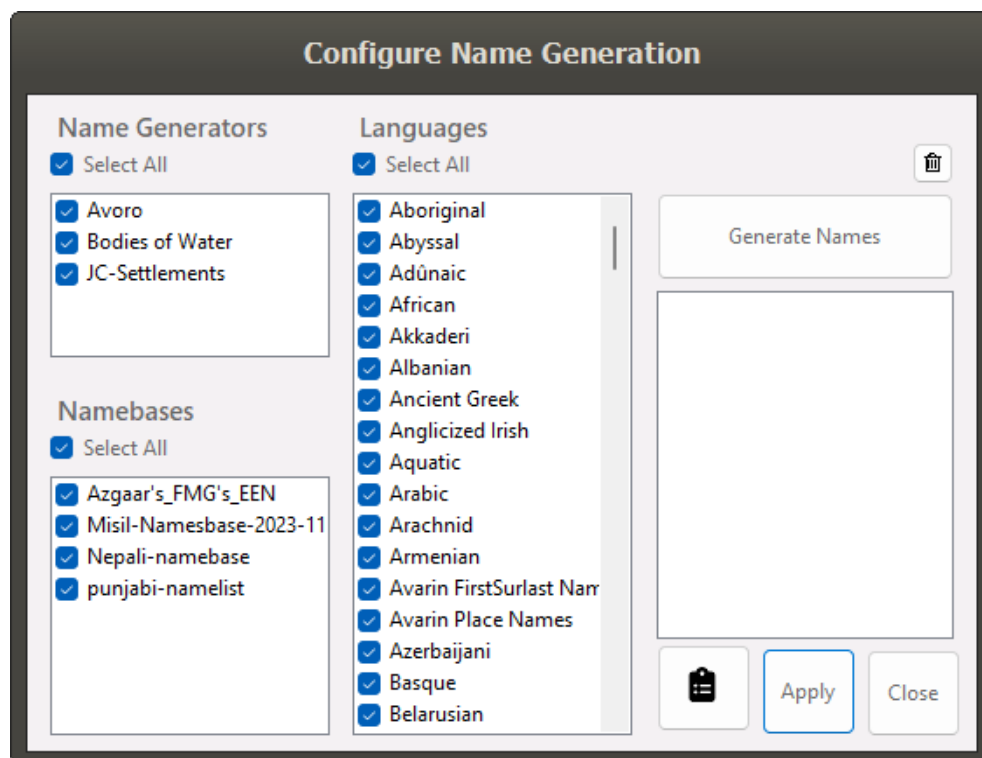 Configure Name Generation
Name Generators
Select All
Avoro
Bodies of Water
JC-Settlements
Namebases
Select All
Azgaar's_FMG's_EEN
Misil-Namesbase-2023-11
Nepali-namebase
punjabi-namelist
Languages
Select All
Aboriginal
Abyssal
Adûnaic
African
Akkaderi
Albanian
Ancient Greek
Anglicized Irish
Aquatic
Arabic
Arachnid
Armenian
Avarin FirstSurlast Nam
Avarin Place Names
Azerbaijani
Basque
Belarusian
Generate Names
Apply
Close